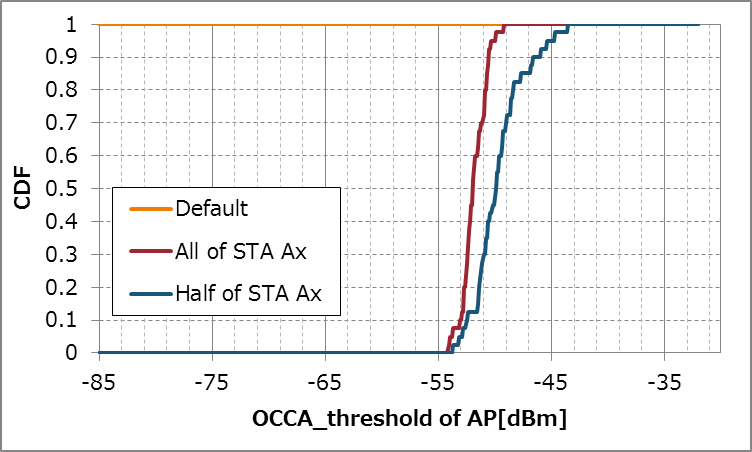 1
0.9
0.8
0.7
0.6
0.5
0.4
0.3
0.2
0.1
0
CDF
Default
All of STA Ax
Half of STA Ax
-85 -75 -65 -55 -45 -35
OCCA_threshold of AP[dBm]